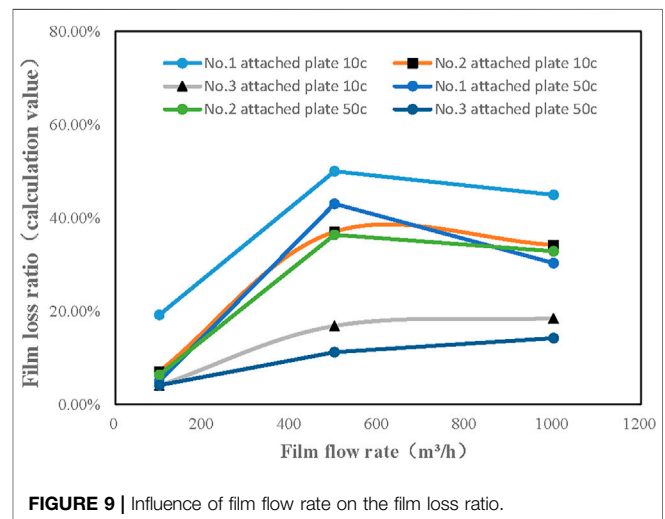 80.00%
No.1 attached plate 10c
No.2 attached plate 10c
No.3 attached plate 10c
No.1 attached plate 50c
No.2 attached plate 50c
No.3 attached plate 50c
60.00%
40.00%
20.00%
0.00%
Film loss ratio（calculation value）
0 200 400 600 800 1000 1200
Film flow rate（m³/h）
FIGURE 9 | Influence of film flow rate on the film loss ratio.